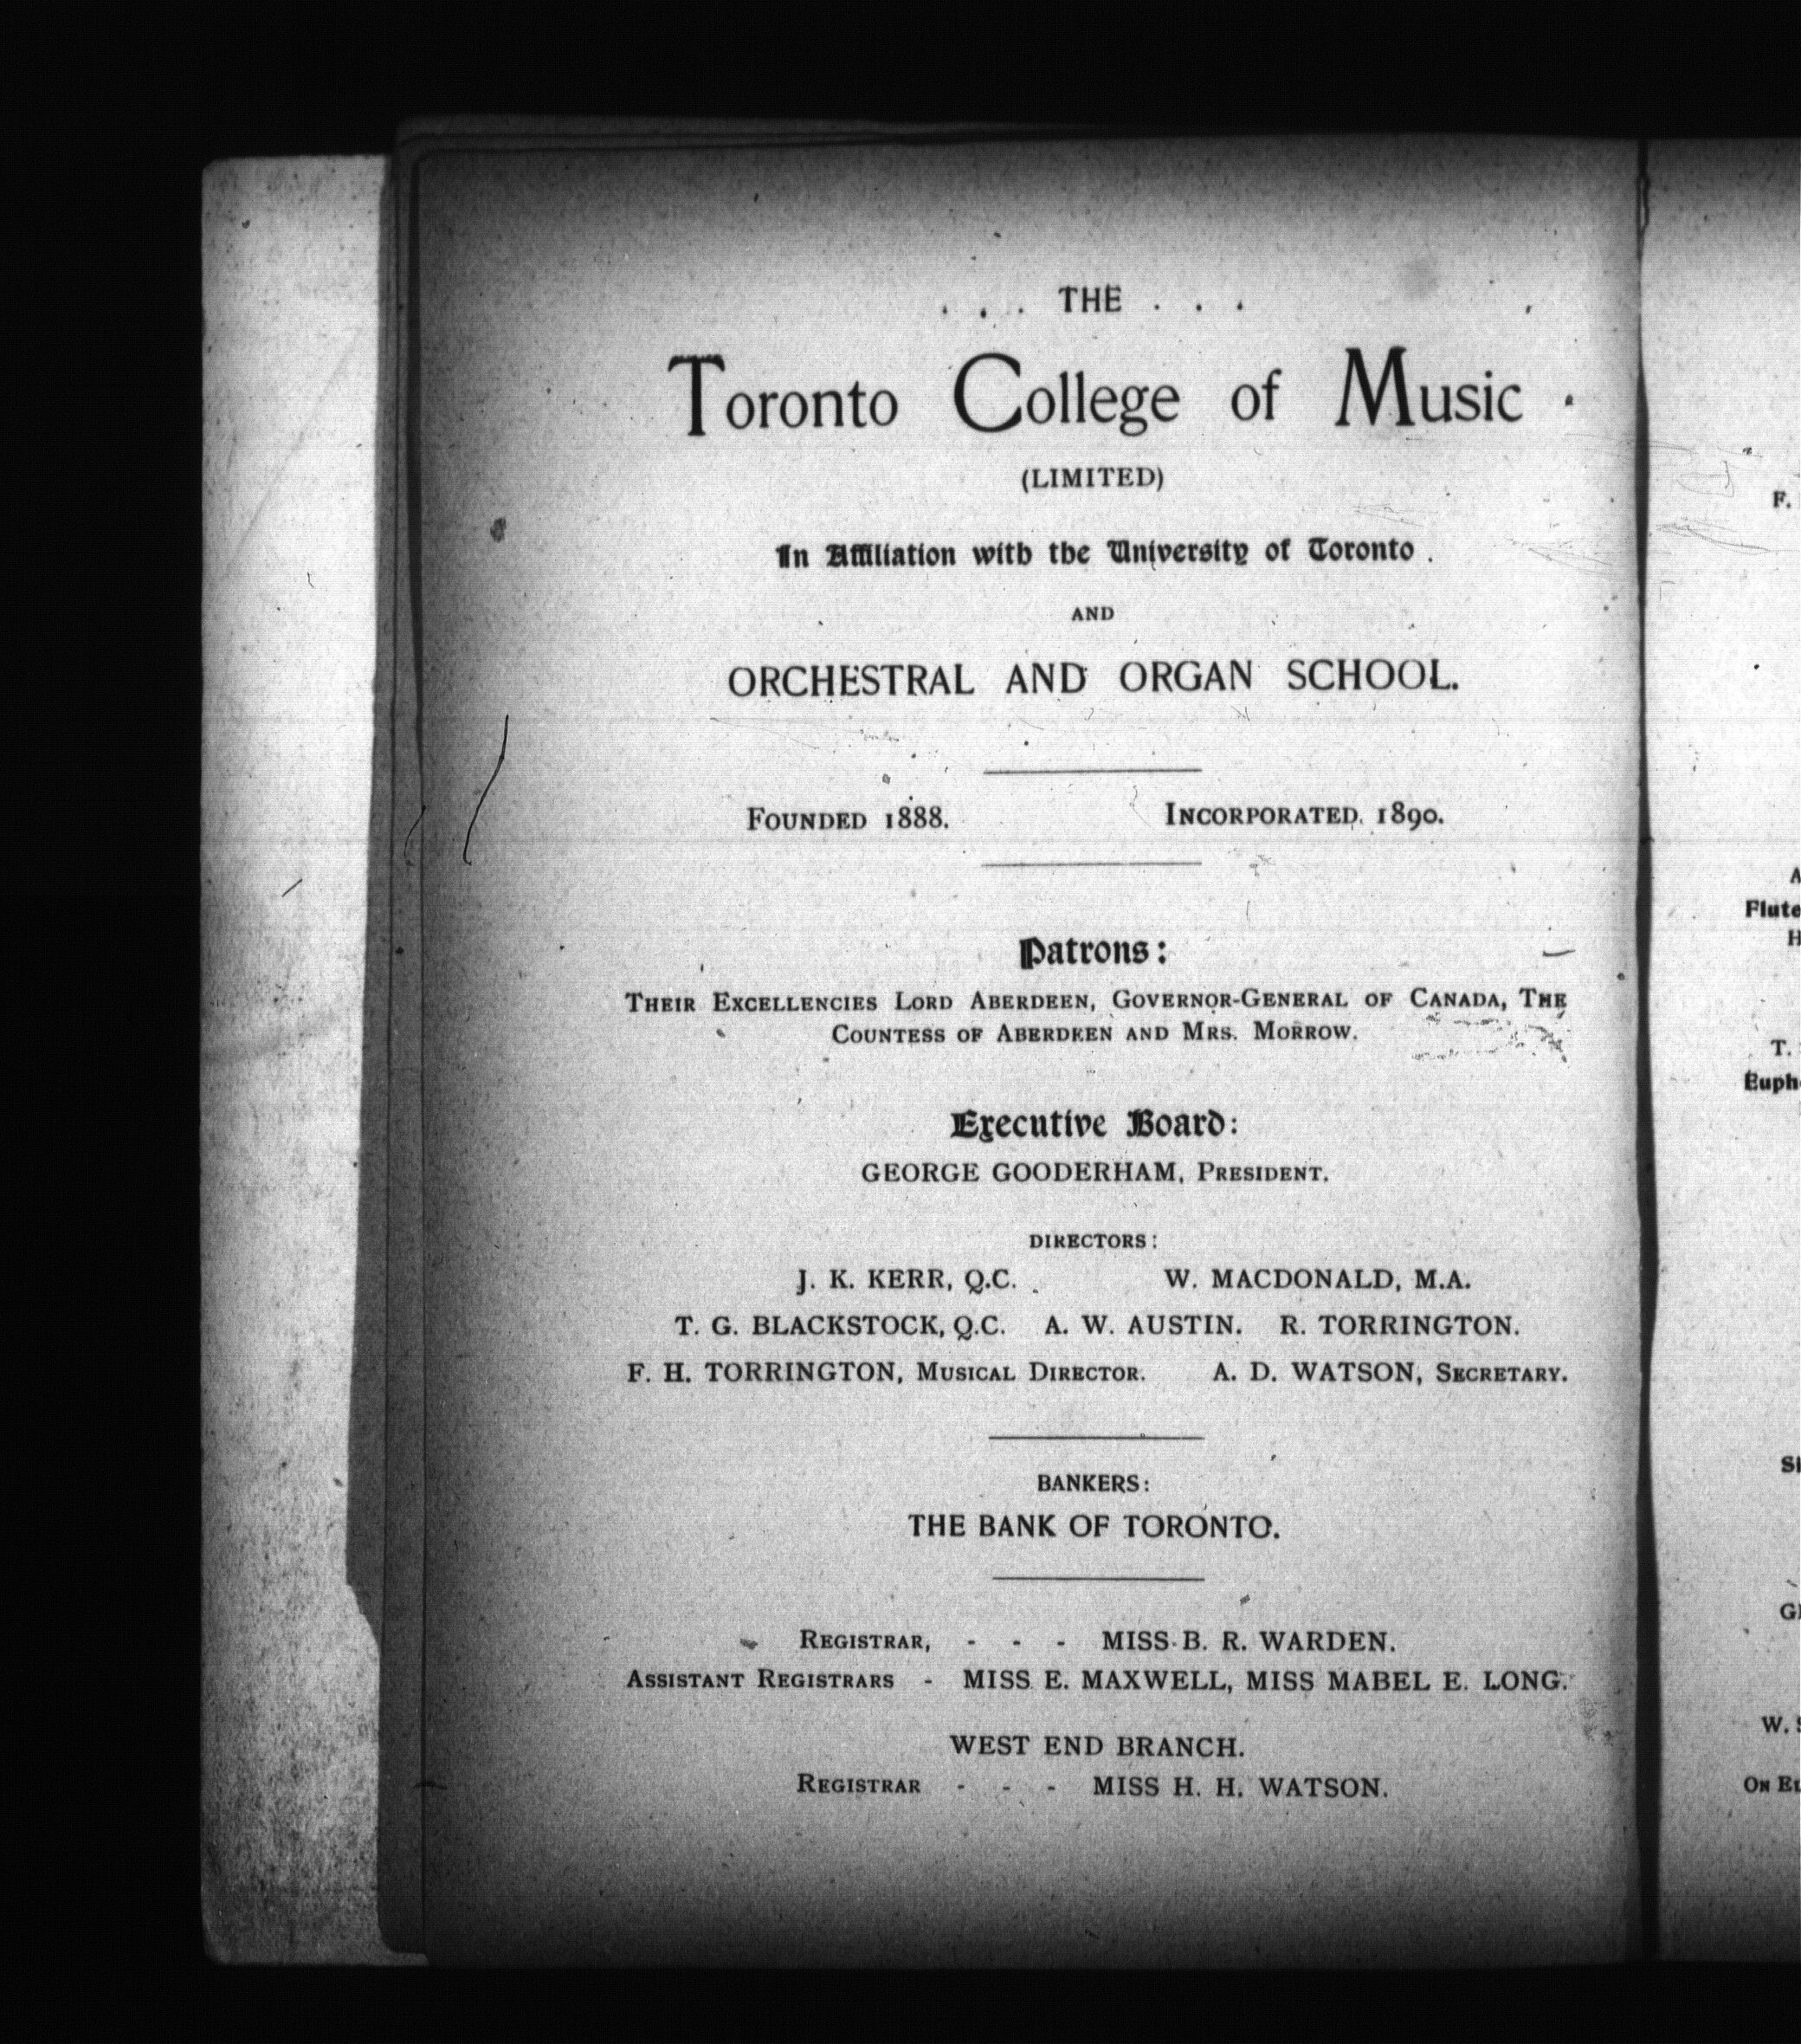 . . . THE . . .
Toronto College of Music
(LIMITED)
In Affiliation with the University of Toronto .
AND
ORCHESTRAL AND ORGAN SCHOOL.
FOUNDED 1888. INCORPORATED. 1890.
Patrons:
THEIR EXCELLENCIES LORD ABERDEEN, GOVERNOR-GENERAL OF CANADA, THE
COUNTESS OF ABERDEEN AND MRS. MORROW.
Executive Board:
GEORGE GOODERHAM, PRESIDENT.
DIRECTORS:
J. K. KERR, Q.C. W. MACDONALD, M.A.
T. G. BLACKSTOCK, Q.C. A. W. AUSTIN. R. TORRINGTON.
F. H. TORRINGTON, MUSICAL DIRECTOR. A. D. WATSON, SECRETARY.
BANKERS:
THE BANK OF TORONTO.
REGISTRAR, - - - MISS B. R. WARDEN.
ASSISTANT REGISTRARS - MISS E. MAXWELL, MISS MABEL E. LONG.
WEST END BRANCH.
REGISTRAR - - - MISS H. H. WATSON.
F.
Flute
T.
Euph
W.
ON